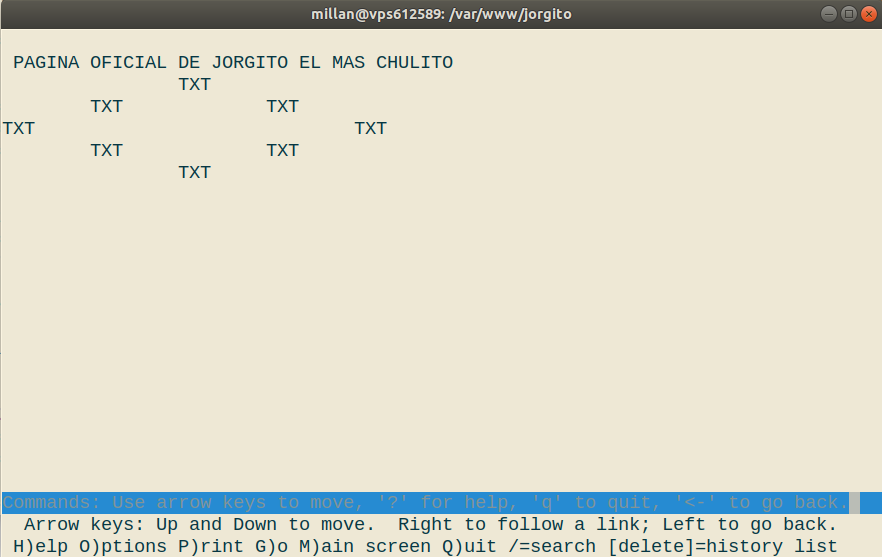 millan@vps612589: /var/www/jorgito
PAGINA OFICIAL DE JORGITO EL MAS CHULITO
TXT
TXT TXT
TXT TXT
TXT TXT
TXT
Commands: Use arrow keys to move, '?' for help, 'q' to quit, '<-' to go back.
Arrow keys: Up and Down to move.  Right to follow a link; Left to go back.
H)elp O)ptions P)rint G)o M)ain screen Q)uit /=search [delete]=history list